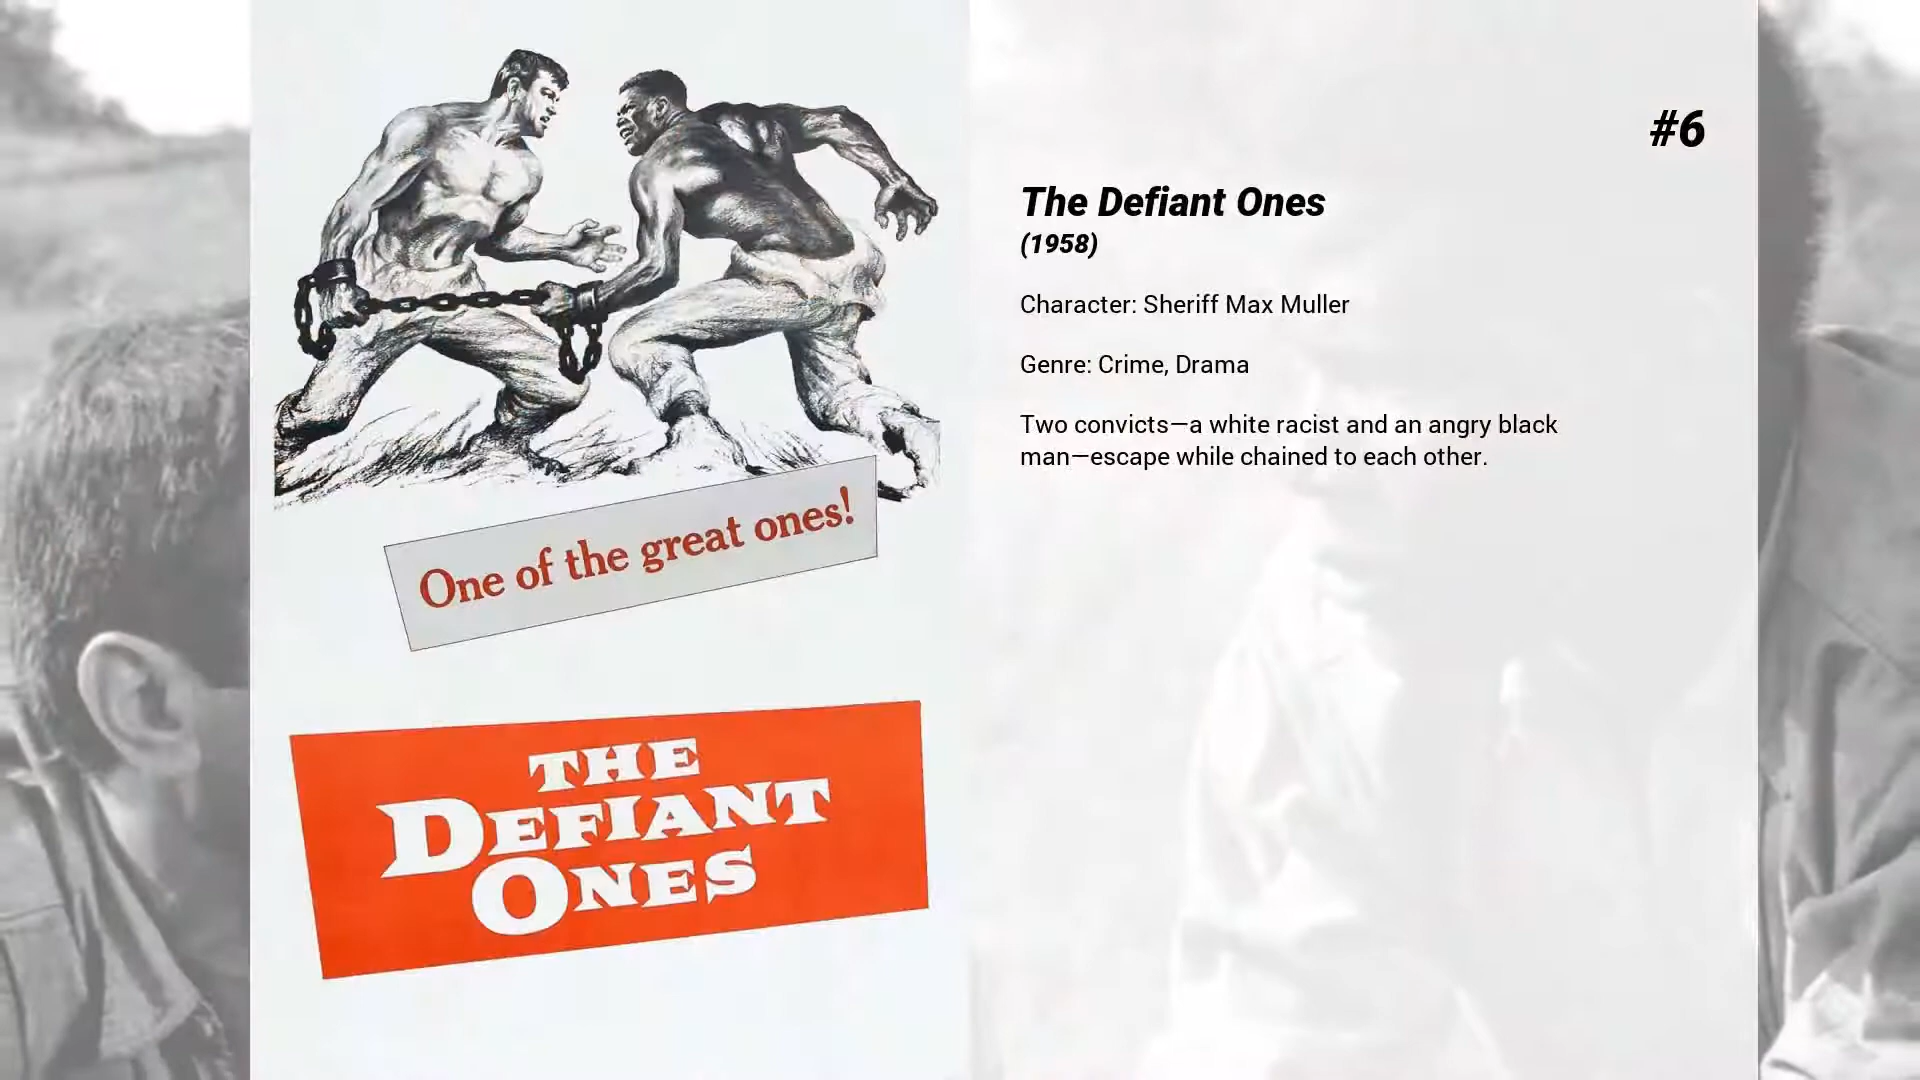 One of the great ones!
THE
DEFIANT
ONES
#6
The Defiant Ones
(1958)
Character: Sheriff Max Muller
Genre: Crime, Drama
Two convicts—a white racist and an angry black
man—escape while chained to each other.